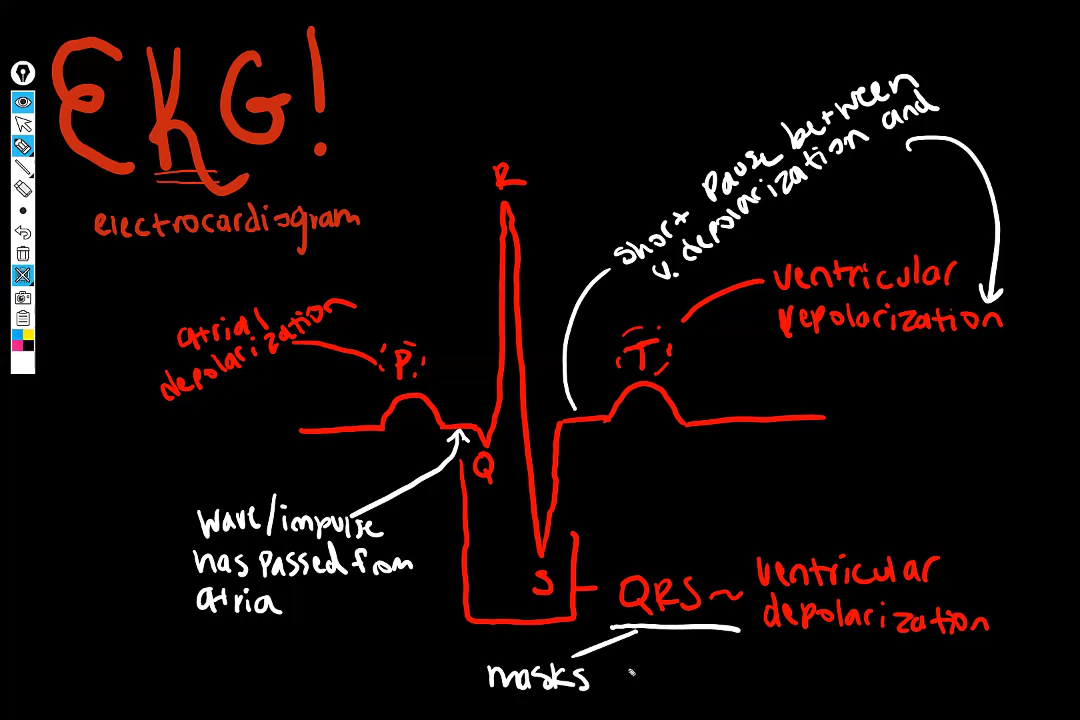 EKG!
electrocardiogram
R
short pause between
v. depolarization and
ventricular
repolarization
atrial
depolarization
P
T
Q
wave/impulse
has passed from
atria
S
QRS ~ ventricular
depolarization
masks